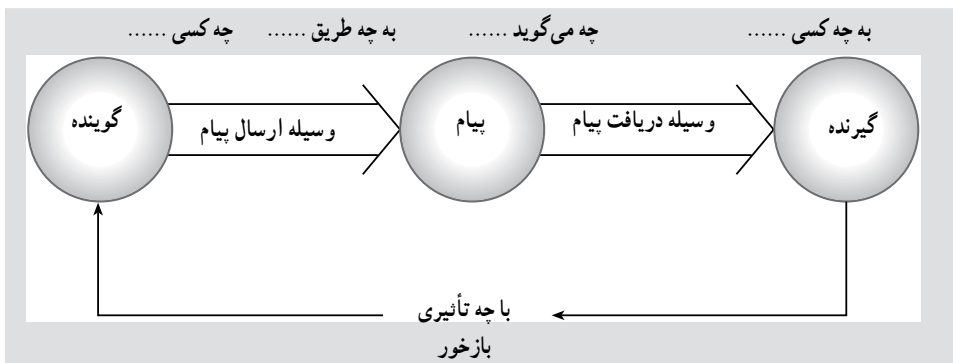 چه کسی ...... به چه طریق ...... چه می‌گوید ...... به چه کسی ......
گوینده
وسیله ارسال پیام
پیام
وسیله دریافت پیام
گیرنده
با چه تأثیری
بازخور